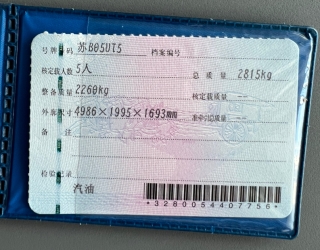 号牌号码 苏B05UT5 档案编号
核定载人数 5人 总质量 2815kg
整备质量 2260kg 核定载质量 --
外廓尺寸 4986×1995×1693mm 准牵引总质量 --
备注
检验记录
汽油
*3280054407756*